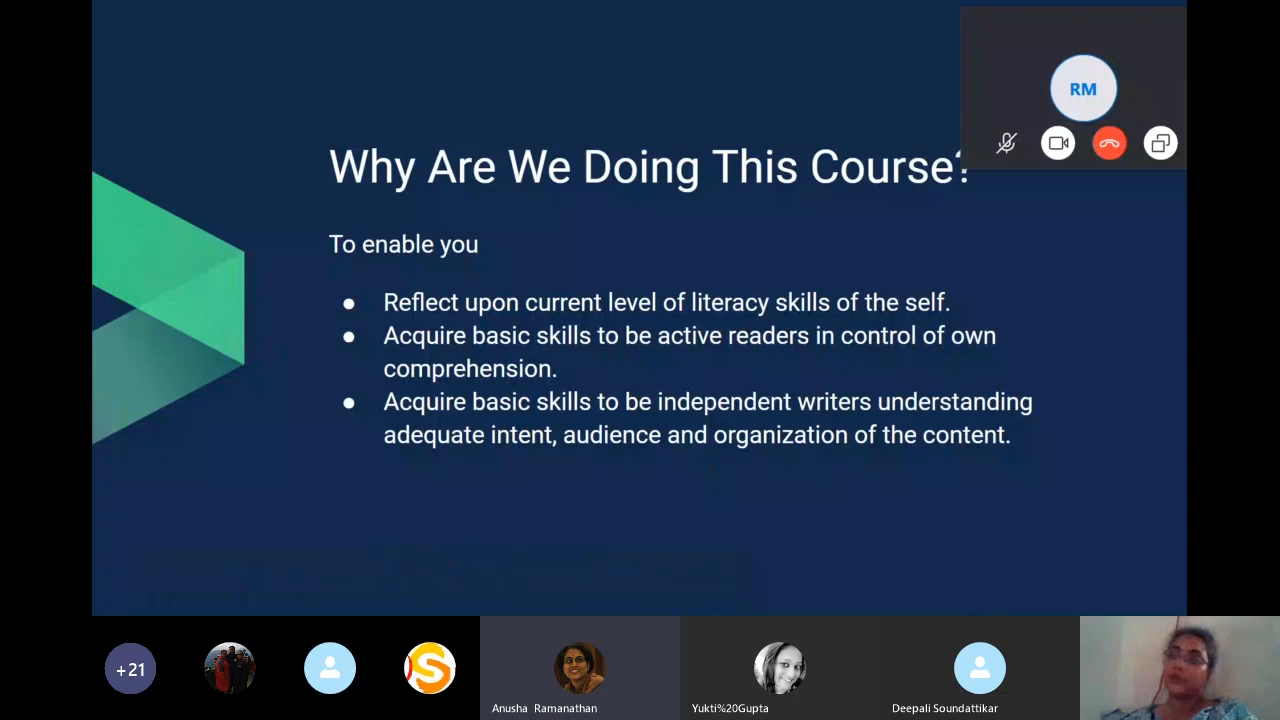 RM
Why Are We Doing This Course?
To enable you
● Reflect upon current level of literacy skills of the self.
● Acquire basic skills to be active readers in control of own
comprehension.
● Acquire basic skills to be independent writers understanding
adequate intent, audience and organization of the content.
+21
S
Anusha Ramanathan
Yukti%20Gupta
Deepali Soundattikar